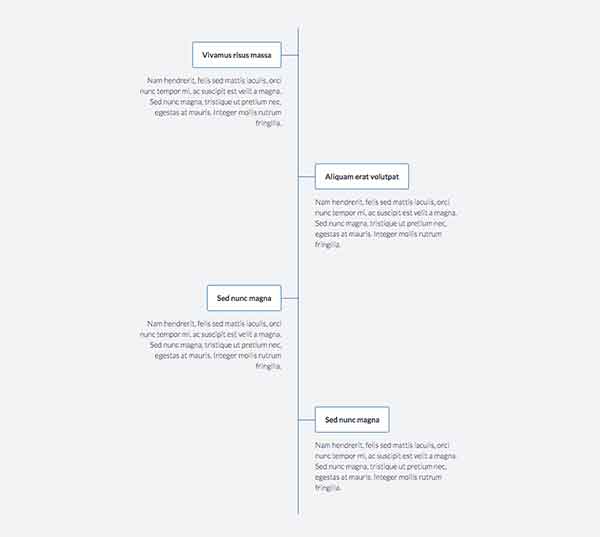 Vivamus risus massa
Nam hendrerit, felis sed mattis iaculis, orci
nunc tempor mi, ac suscipit est velit a magna.
Sed nunc magna, tristique ut pretium nec,
egestas at mauris. Integer mollis rutrum
fringilla.
Aliquam erat volutpat
Nam hendrerit, felis sed mattis iaculis, orci
nunc tempor mi, ac suscipit est velit a magna.
Sed nunc magna, tristique ut pretium nec,
egestas at mauris. Integer mollis rutrum
fringilla.
Sed nunc magna
Nam hendrerit, felis sed mattis iaculis, orci
nunc tempor mi, ac suscipit est velit a magna.
Sed nunc magna, tristique ut pretium nec,
egestas at mauris. Integer mollis rutrum
fringilla.
Sed nunc magna
Nam hendrerit, felis sed mattis iaculis, orci
nunc tempor mi, ac suscipit est velit a magna.
Sed nunc magna, tristique ut pretium nec,
egestas at mauris. Integer mollis rutrum
fringilla.